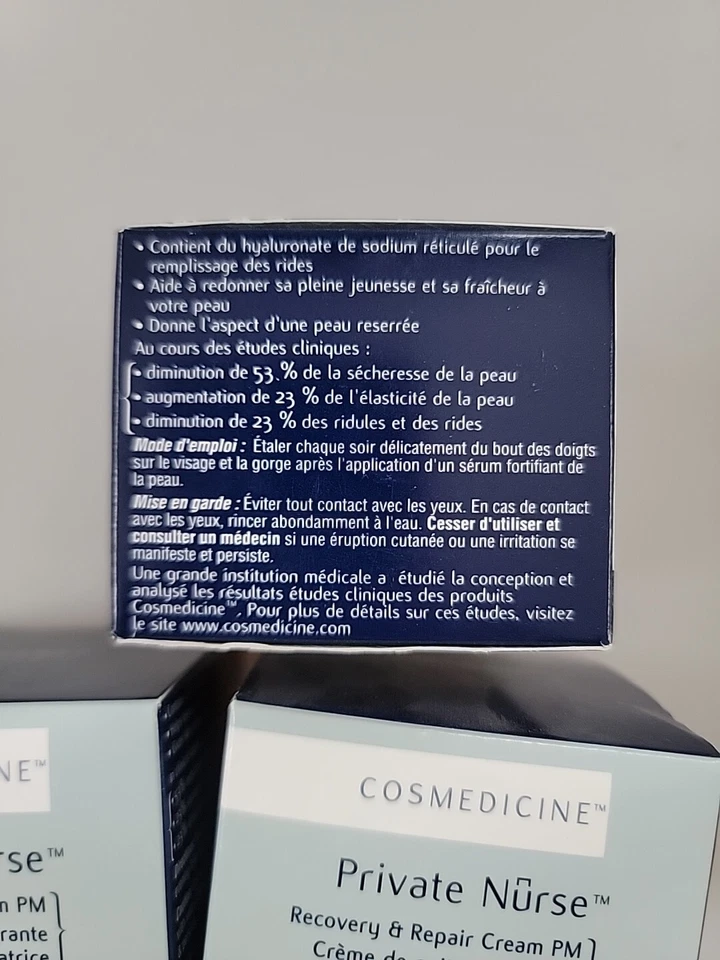 • Contient du hyaluronate de sodium réticulé pour le
remplissage des rides
• Aide à redonner sa pleine jeunesse et sa fraîcheur à
votre peau
• Donne l'aspect d'une peau reserrée
Au cours des études cliniques :
• diminution de 53.% de la sécheresse de la peau
• augmentation de 23 % de l'élasticité de la peau
• diminution de 23 % des ridules et des rides
Mode d'emploi : Étaler chaque soir délicatement du bout des doigts
sur le visage et la gorge après l'application d'un sérum fortifiant de
la peau.
Mise en garde : Éviter tout contact avec les yeux. En cas de contact
avec les yeux, rincer abondamment à l'eau. Cesser d'utiliser et
consulter un médecin si une éruption cutanée ou une irritation se
manifeste et persiste.
Une grande institution médicale a étudié la conception et
analysé les résultats études cliniques des produits
Cosmedicine™. Pour plus de détails sur ces études, visitez
le site www.cosmedicine.com
NE™
rse™
n PM
rante
atrice
COSMEDICINE™
Private Nūrse™
Recovery & Repair Cream PM
Crème de